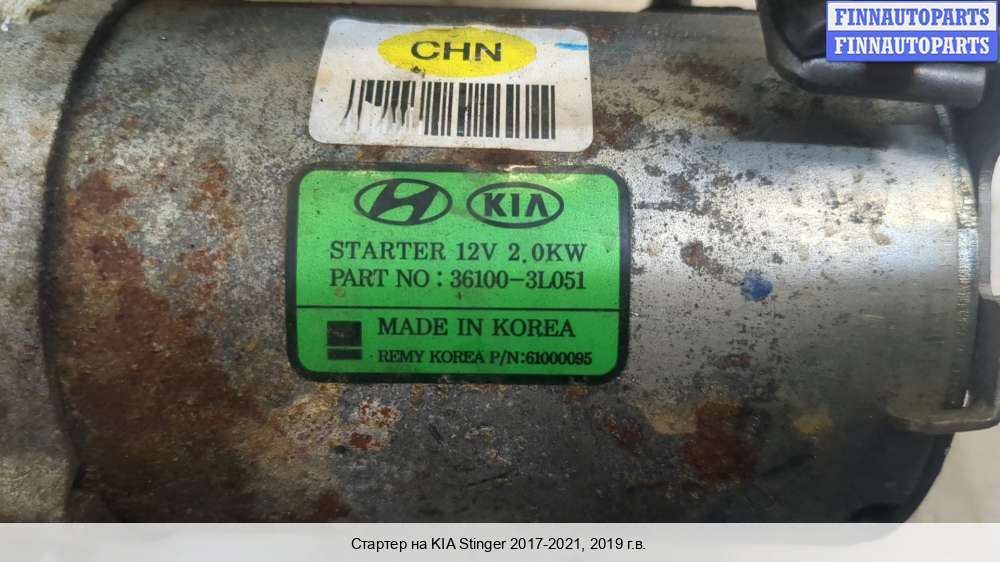 FINNAUTOPARTS
FINNAUTOPARTS
CHN
KIA
STARTER 12V 2.0KW
PART NO : 36100-3L051
MADE IN KOREA
REMY KOREA P/N:61000095
Стартер на KIA Stinger 2017-2021, 2019 г.в.